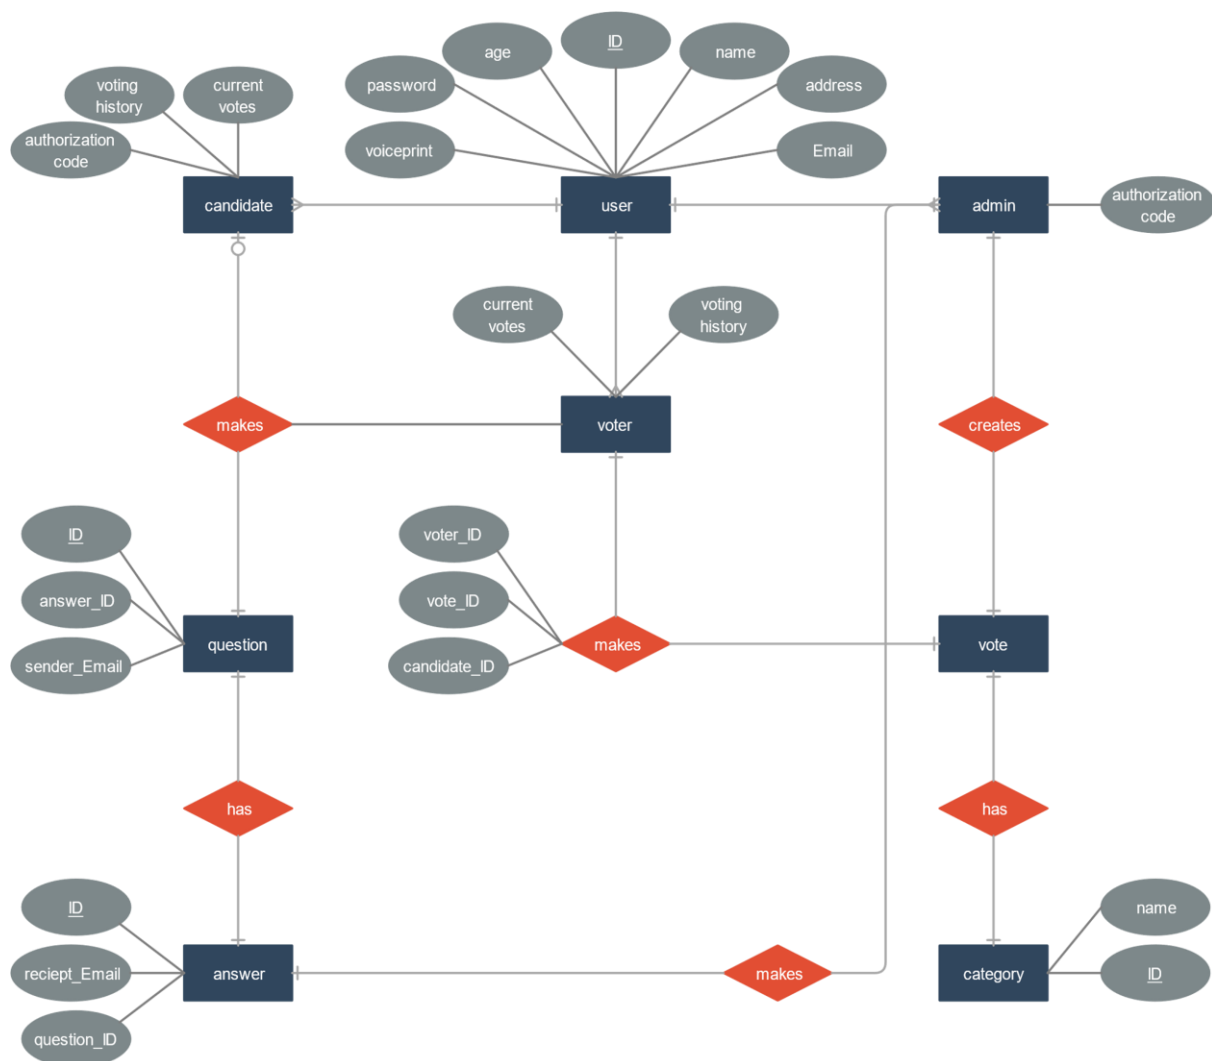 ID
age
name
voting
history
current
votes
password
address
authorization
code
voiceprint
Email
candidate
user
admin
authorization
code
current
votes
voting
history
makes
voter
creates
ID
voter_ID
answer_ID
vote_ID
question
makes
vote
sender_Email
candidate_ID
has
has
ID
name
reciept_Email
answer
makes
category
ID
question_ID